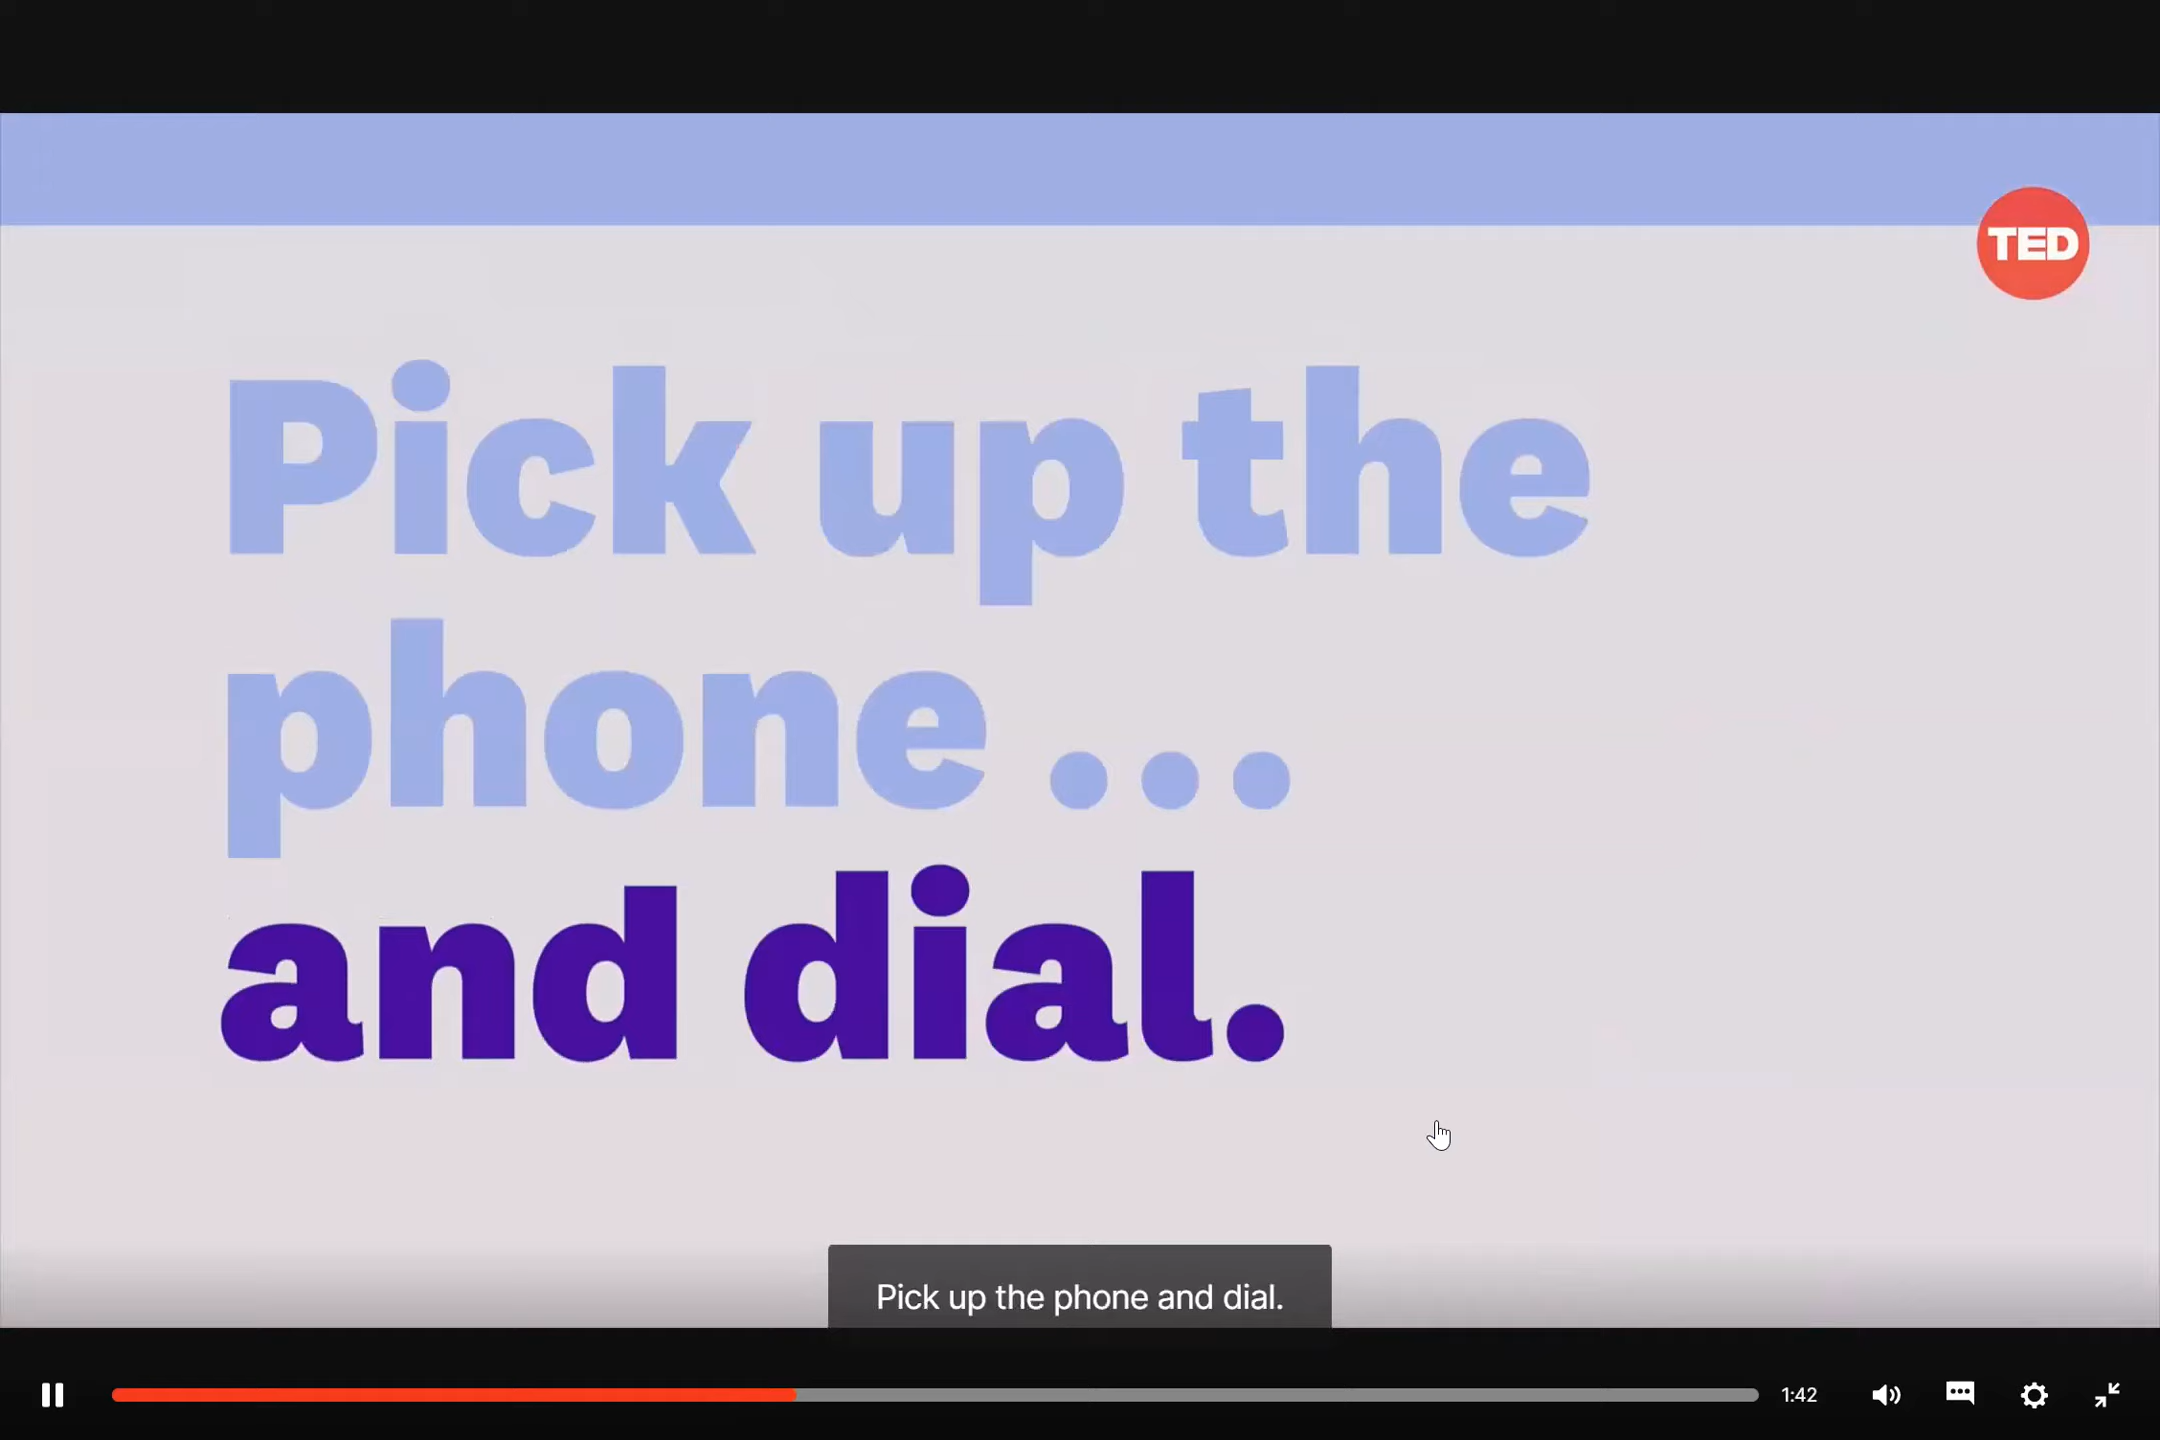 TED
Pick up the
phone ...
and dial.
Pick up the phone and dial.
1:42